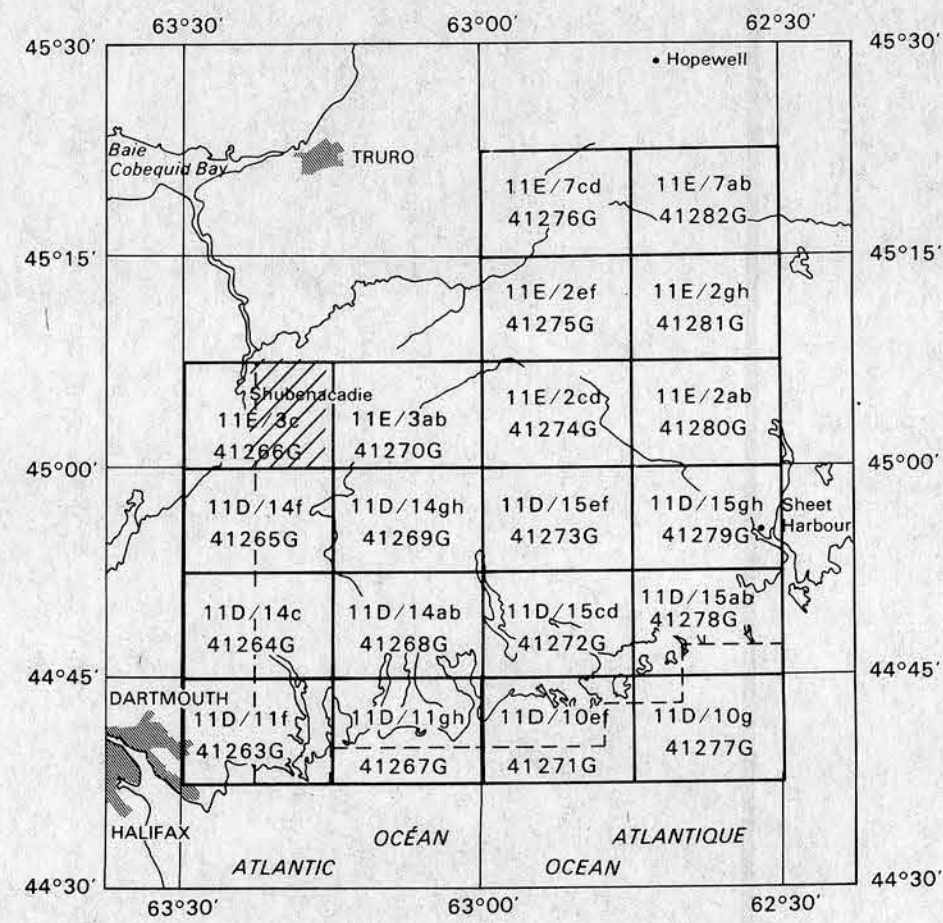 63°30' 63°00' 62°30'
45°30' 45°30'
• Hopewell
Baie
Cobequid Bay
TRURO
11E/7cd 11E/7ab
41276G 41282G
45°15' 45°15'
11E/2ef 11E/2gh
41275G 41281G
Shubenacadie
11E/3c 11E/3ab 11E/2cd 11E/2ab
41266G 41270G 41274G 41280G
45°00' 45°00'
11D/14f 11D/14gh 11D/15ef 11D/15gh
41265G 41269G 41273G 41279G
Sheet
Harbour
11D/14c 11D/14ab 11D/15cd 11D/15ab
41264G 41268G 41272G 41278G
44°45' 44°45'
DARTMOUTH
11D/11f 11D/11gh 11D/10ef 11D/10g
41263G 41267G 41271G 41277G
HALIFAX
OCÉAN ATLANTIQUE
ATLANTIC OCEAN
44°30' 44°30'
63°30' 63°00' 62°30'